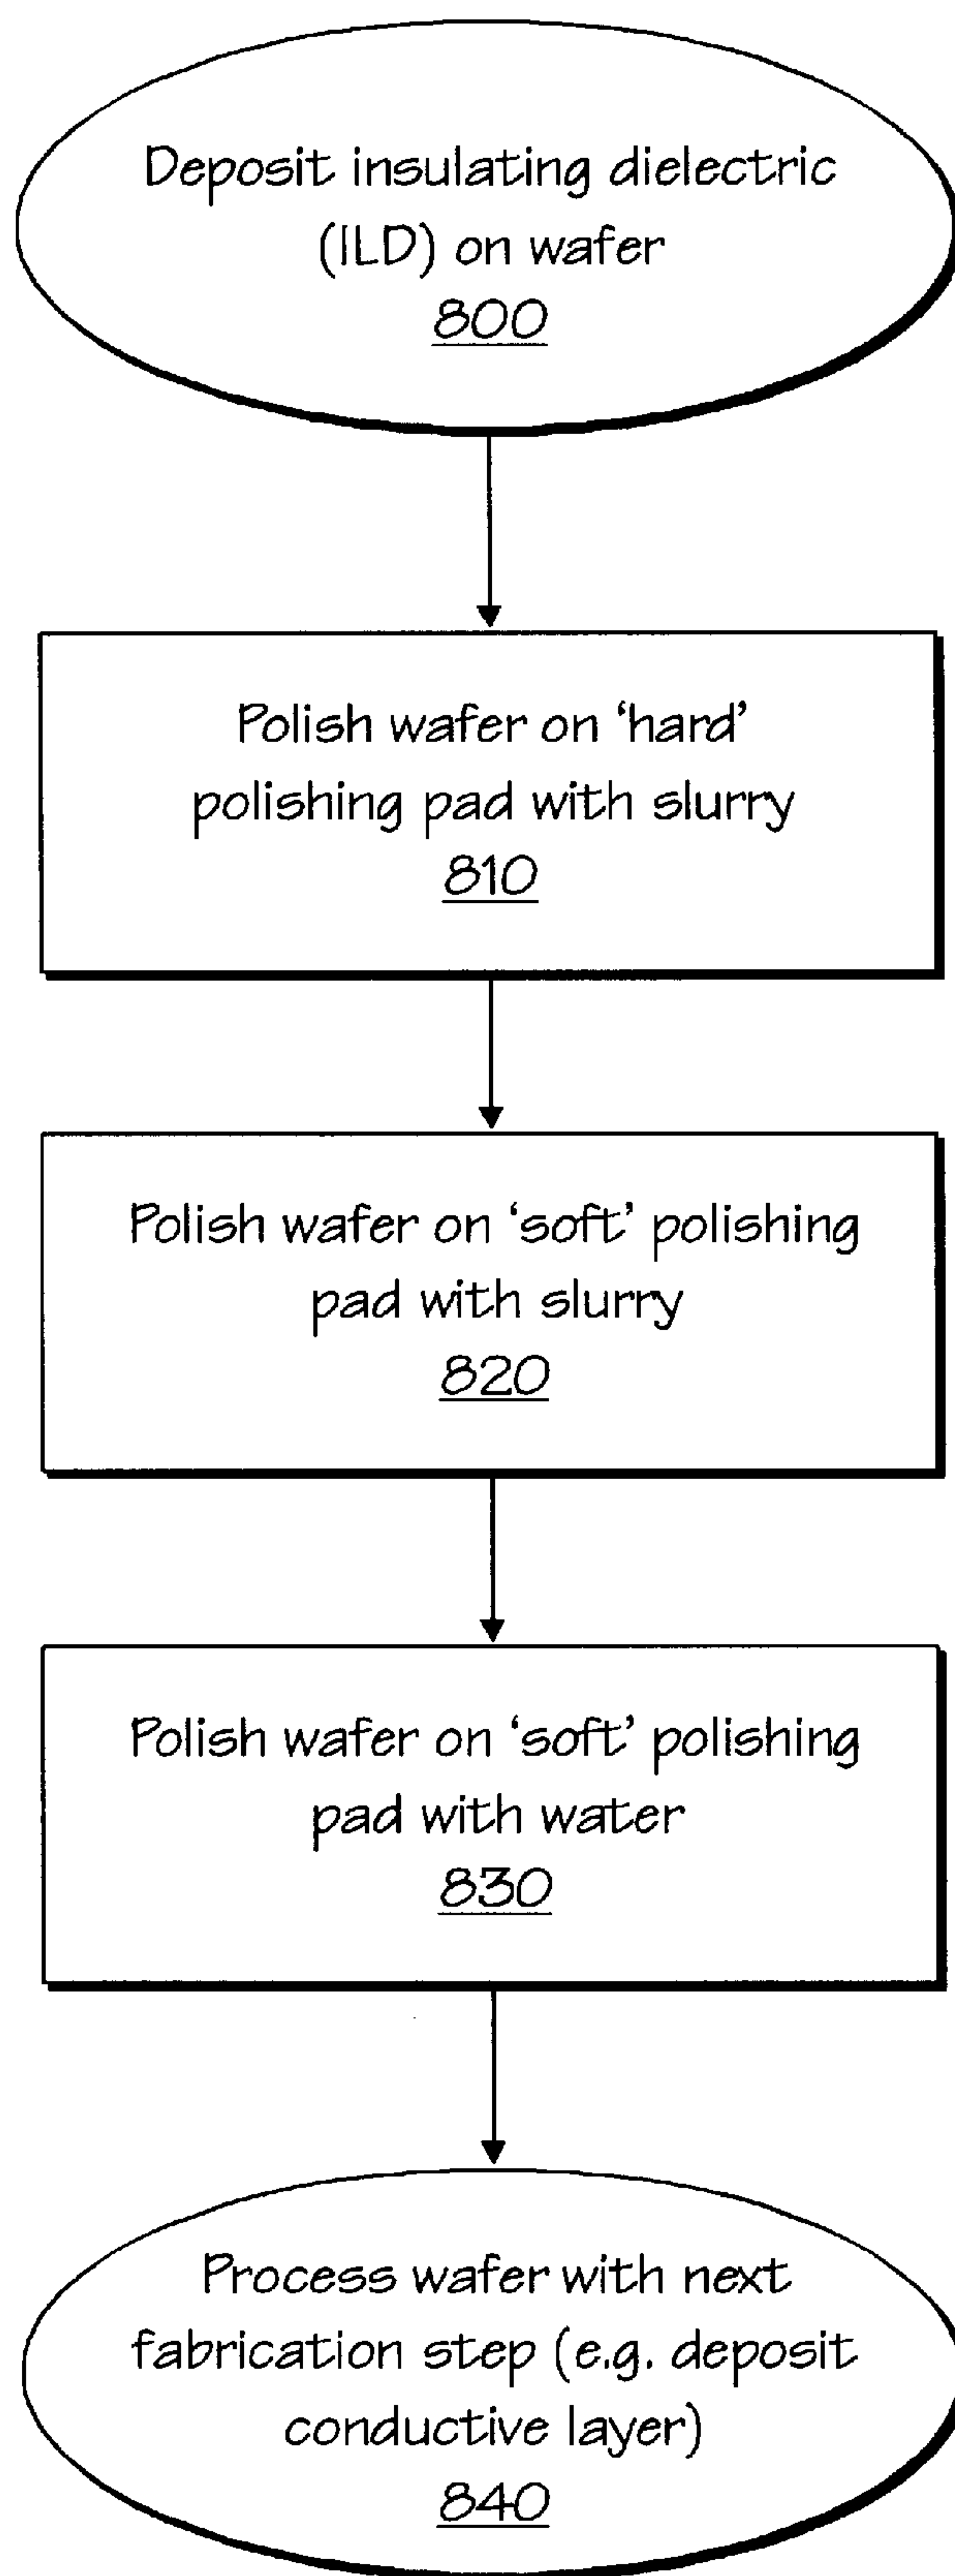 Deposit insulating dielectric
(ILD) on wafer
800
Polish wafer on ‘hard’
polishing pad with slurry
810
Polish wafer on ‘soft’ polishing
pad with slurry
820
Polish wafer on ‘soft’ polishing
pad with water
830
Process wafer with next
fabrication step (e.g. deposit
conductive layer)
840